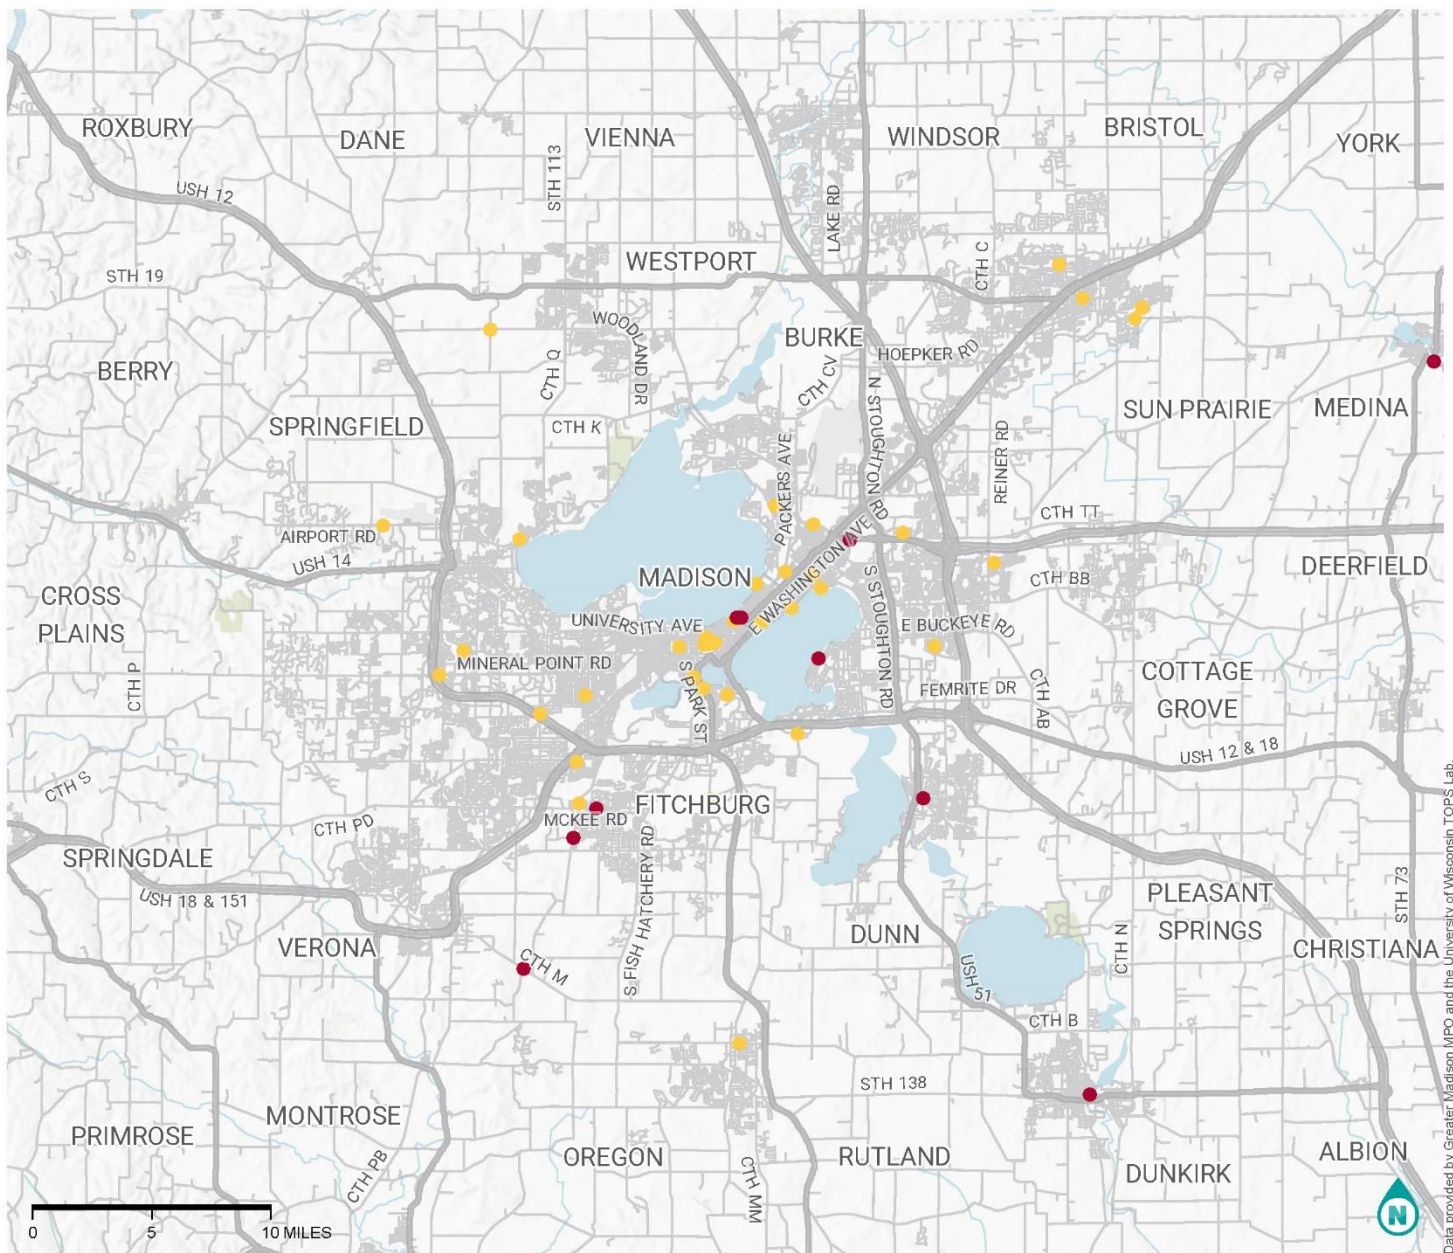 ROXBURY
DANE
VIENNA
WINDSOR
BRISTOL
YORK
STH 113
USH 12
LAKE RD
STH 19
WESTPORT
CTH C
WOODLAND DR
BURKE
HOEPKER RD
BERRY
CTH Q
CTH CV
N STOUGHTON RD
SUN PRAIRIE
MEDINA
SPRINGFIELD
CTH K
PACKERS AVE
REINER RD
AIRPORT RD
CTH TT
USH 14
MADISON
E WASHINGTON AVE
CTH BB
DEERFIELD
CROSS
PLAINS
UNIVERSITY AVE
S STOUGHTON RD
E BUCKEYE RD
MINERAL POINT RD
CTH P
S PARK ST
FEMRITE DR
CTH AB
COTTAGE
GROVE
USH 12 & 18
CTH S
FITCHBURG
MCKEE RD
CTH PD
SPRINGDALE
USH 18 & 151
S FISH HATCHERY RD
PLEASANT
SPRINGS
STH 73
VERONA
DUNN
CTH N
CHRISTIANA
CTH M
USH 51
CTH B
STH 138
MONTROSE
PRIMROSE
OREGON
RUTLAND
ALBION
CTH PB
CTH MM
DUNKIRK
N
0 5 10 MILES
Data provided by Greater Madison MPO and the University of Wisconsin TOPS Lab.